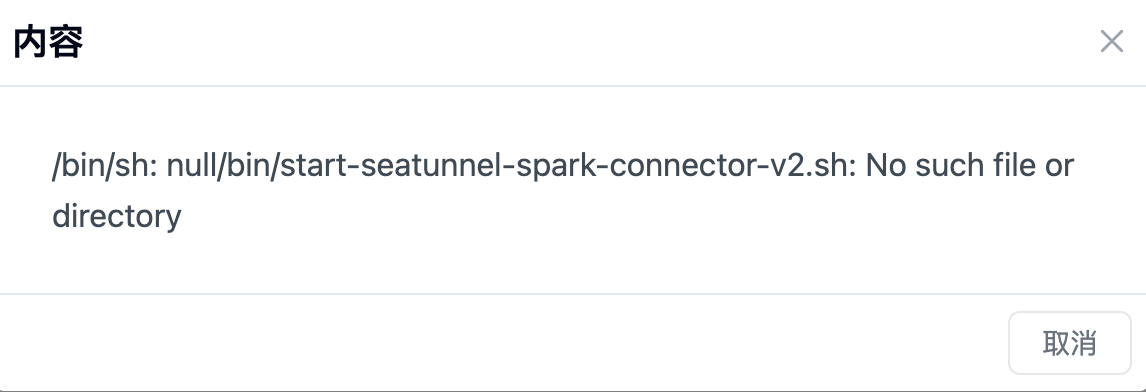 内容
/bin/sh: null/bin/start-seatunnel-spark-connector-v2.sh: No such file or
directory
取消